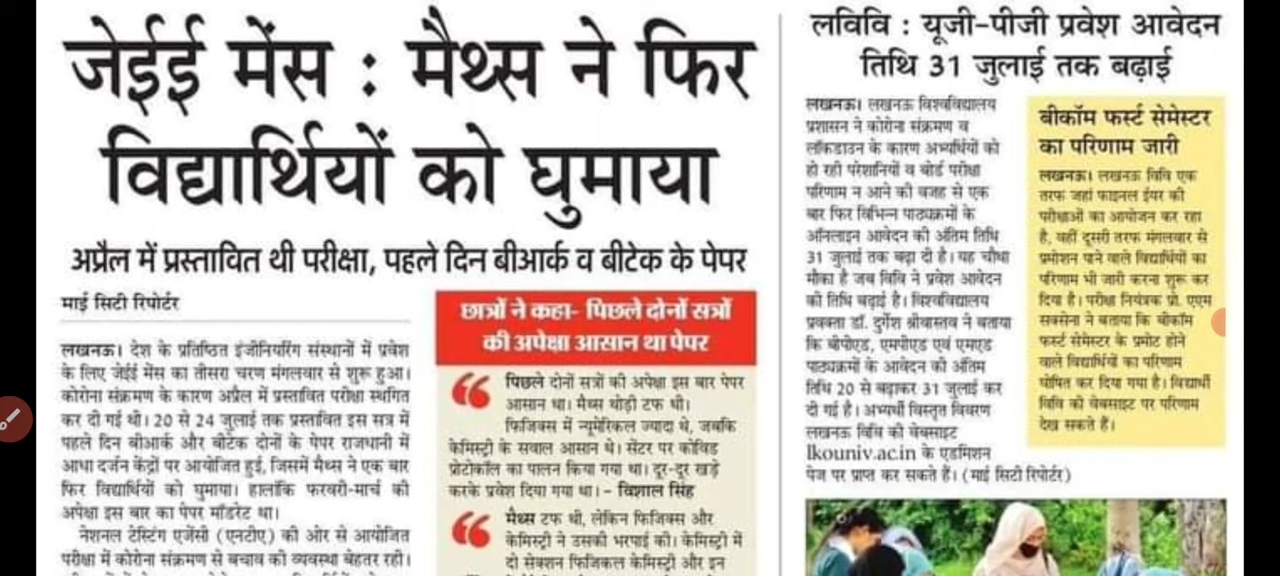 जेईई मेंस : मैथ्स ने फिर
विद्यार्थियों को घुमाया
अप्रैल में प्रस्तावित थी परीक्षा, पहले दिन बीआर्क व बीटेक के पेपर
माई सिटी रिपोर्टर
लखनऊ। देश के प्रतिष्ठित इंजीनियरिंग संस्थानों में प्रवेश
के लिए जेईई मेंस का तीसरा चरण मंगलवार से शुरू हुआ।
कोरोना संक्रमण के कारण अप्रैल में प्रस्तावित परीक्षा स्थगित
कर दी गई थी। 20 से 24 जुलाई तक प्रस्तावित इस सत्र में
पहले दिन बीआर्क और बीटेक दोनों के पेपर राजधानी में
आधा दर्जन केंद्रों पर आयोजित हुई, जिसमें मैथ्स ने एक बार
फिर विद्यार्थियों को घुमाया। हालांकि फरवरी-मार्च की
अपेक्षा इस बार का पेपर मॉडरेट था।
नेशनल टेस्टिंग एजेंसी (एनटीए) की ओर से आयोजित
परीक्षा में कोरोना संक्रमण से बचाव की व्यवस्था बेहतर रही।
छात्रों ने कहा- पिछले दोनों सत्रों
की अपेक्षा आसान था पेपर
पिछले दोनों सत्रों की अपेक्षा इस बार पेपर
आसान था। मैथ्स थोड़ी टफ थी।
फिजिक्स में न्यूमेरिकल ज्यादा थे, जबकि
केमिस्ट्री के सवाल आसान थे। सेंटर पर कोविड
प्रोटोकॉल का पालन किया गया था। दूर-दूर खड़े
करके प्रवेश दिया गया था।- विशाल सिंह
मैथ्स टफ थी, लेकिन फिजिक्स और
केमिस्ट्री ने उसकी भरपाई की। केमिस्ट्री में
दो सेक्शन फिजिकल केमिस्ट्री और इन
लविवि : यूजी-पीजी प्रवेश आवेदन
तिथि 31 जुलाई तक बढ़ाई
लखनऊ। लखनऊ विश्वविद्यालय
प्रशासन ने कोरोना संक्रमण व
लॉकडाउन के कारण अभ्यर्थियों को
हो रही परेशानियों व बोर्ड परीक्षा
परिणाम न आने की वजह से एक
बार फिर विभिन्न पाठ्यक्रमों के
ऑनलाइन आवेदन की अंतिम तिथि
31 जुलाई तक बढ़ा दी है। यह चौथा
मौका है जब विवि ने प्रवेश आवेदन
की तिथि बढ़ाई है। विश्वविद्यालय
प्रवक्ता डॉ. दुर्गेश श्रीवास्तव ने बताया
कि बीपीएड, एमपीएड एवं एमएड
पाठ्यक्रमों के आवेदन की अंतिम
तिथि 20 से बढ़ाकर 31 जुलाई कर
दी गई है। अभ्यर्थी विस्तृत विवरण
लखनऊ विवि की वेबसाइट
lkouniv.ac.in के एडमिशन
पेज पर प्राप्त कर सकते हैं। (माई सिटी रिपोर्टर)
बीकॉम फर्स्ट सेमेस्टर
का परिणाम जारी
लखनऊ। लखनऊ विवि एक
तरफ जहां फाइनल ईयर की
परीक्षाओं का आयोजन कर रहा
है, वहीं दूसरी तरफ मंगलवार से
प्रमोशन पाने वाले विद्यार्थियों का
परिणाम भी जारी करना शुरू कर
दिया है। परीक्षा नियंत्रक प्रो. एएम
सक्सेना ने बताया कि बीकॉम
फर्स्ट सेमेस्टर के प्रमोट होने
वाले विद्यार्थियों का परिणाम
घोषित कर दिया गया है। विद्यार्थी
विवि की वेबसाइट पर परिणाम
देख सकते हैं।